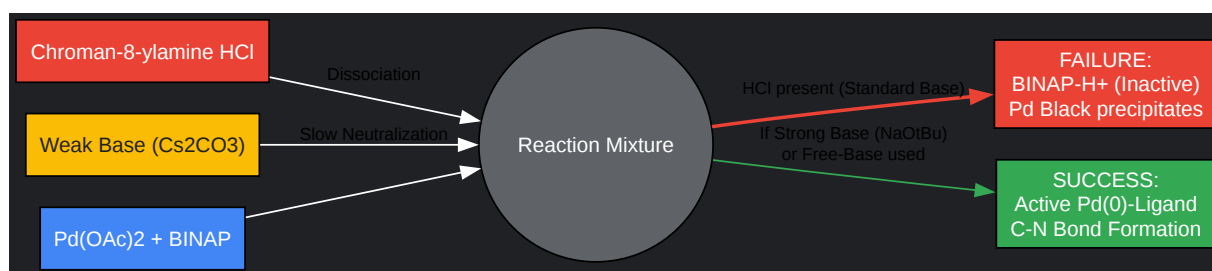 Chroman-8-ylamine HCl
Dissociation
Weak Base (Cs2CO3)
Slow Neutralization
Pd(OAc)2 + BINAP
Reaction Mixture
HCl present (Standard Base)
If Strong Base (NaOtBu)
or Free-Base used
FAILURE:
BINAP-H+ (Inactive)
Pd Black precipitates
SUCCESS:
Active Pd(0)-Ligand
C-N Bond Formation